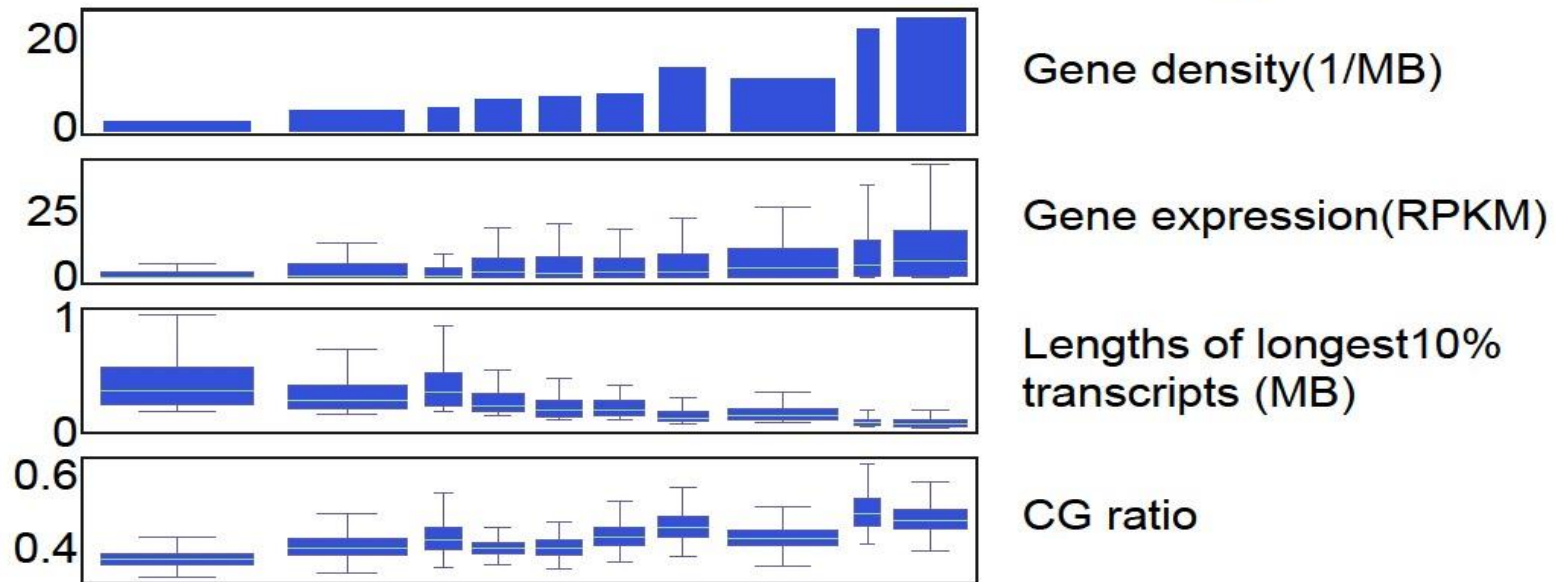 20
0
Gene density(1/MB)
25
0
Gene expression(RPKM)
1
0
Lengths of longest10%
transcripts (MB)
0.6
0.4
CG ratio